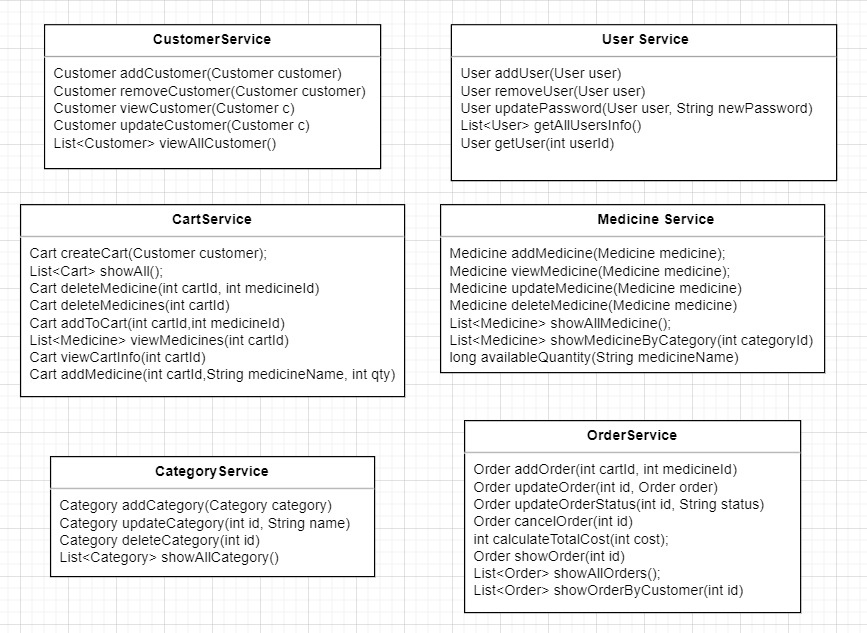 CustomerService
Customer addCustomer(Customer customer)
Customer removeCustomer(Customer customer)
Customer viewCustomer(Customer c)
Customer updateCustomer(Customer c)
List<Customer> viewAllCustomer()
User Service
User addUser(User user)
User removeUser(User user)
User updatePassword(User user, String newPassword)
List<User> getAllUsersInfo()
User getUser(int userId)
CartService
Cart createCart(Customer customer);
List<Cart> showAll();
Cart deleteMedicine(int cartId, int medicineId)
Cart deleteMedicines(int cartId)
Cart addToCart(int cartId,int medicineId)
List<Medicine> viewMedicines(int cartId)
Cart viewCartInfo(int cartId)
Cart addMedicine(int cartId,String medicineName, int qty)
Medicine Service
Medicine addMedicine(Medicine medicine);
Medicine viewMedicine(Medicine medicine);
Medicine updateMedicine(Medicine medicine)
Medicine deleteMedicine(Medicine medicine)
List<Medicine> showAllMedicine();
List<Medicine> showMedicineByCategory(int categoryId)
long availableQuantity(String medicineName)
CategoryService
Category addCategory(Category category)
Category updateCategory(int id, String name)
Category deleteCategory(int id)
List<Category> showAllCategory()
OrderService
Order addOrder(int cartId, int medicineId)
Order updateOrder(int id, Order order)
Order updateOrderStatus(int id, String status)
Order cancelOrder(int id)
int calculateTotalCost(int cost);
Order showOrder(int id)
List<Order> showAllOrders();
List<Order> showOrderByCustomer(int id)